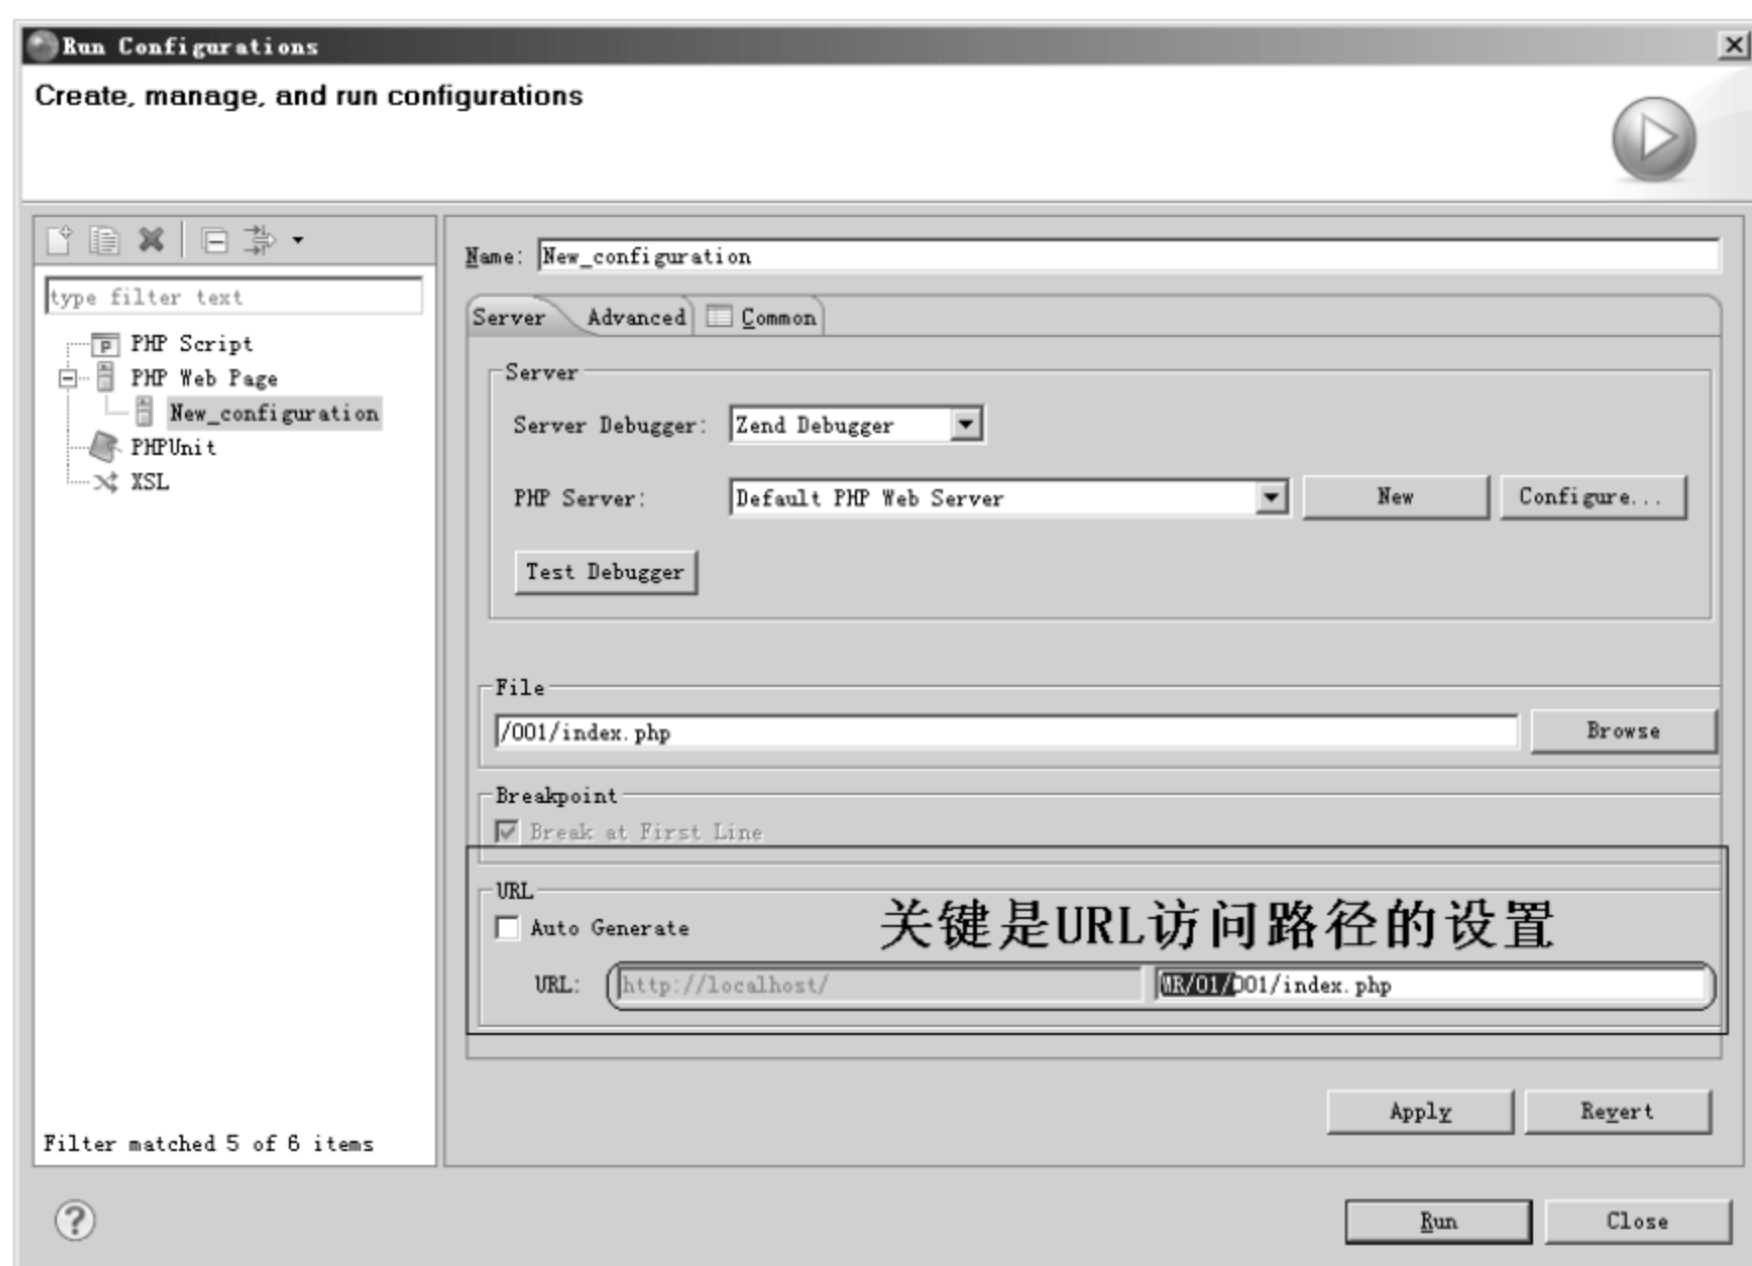 Run Configurations
Create, manage, and run configurations
type filter text
PHP Script
PHP Web Page
New_configuration
PHPUnit
XSL
Filter matched 5 of 6 items
Name: New_configuration
Server Advanced Common
Server
Server Debugger: Zend Debugger
PHP Server: Default PHP Web Server New Configure...
Test Debugger
File
/001/index.php Browse
Breakpoint
Break at First Line
URL
Auto Generate 关键是URL访问路径的设置
URL: http://localhost/ MR/01/001/index.php
Apply Revert
Run Close